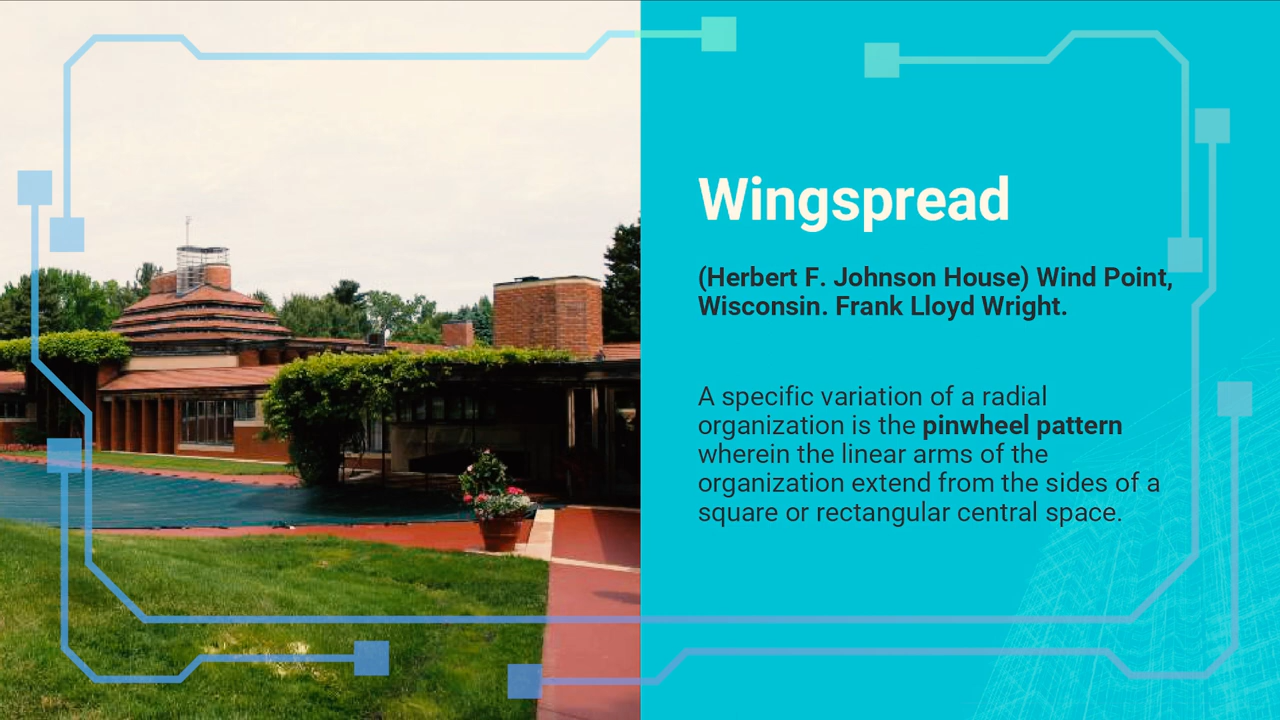 Wingspread
(Herbert F. Johnson House) Wind Point,
Wisconsin. Frank Lloyd Wright.
A specific variation of a radial
organization is the pinwheel pattern
wherein the linear arms of the
organization extend from the sides of a
square or rectangular central space.